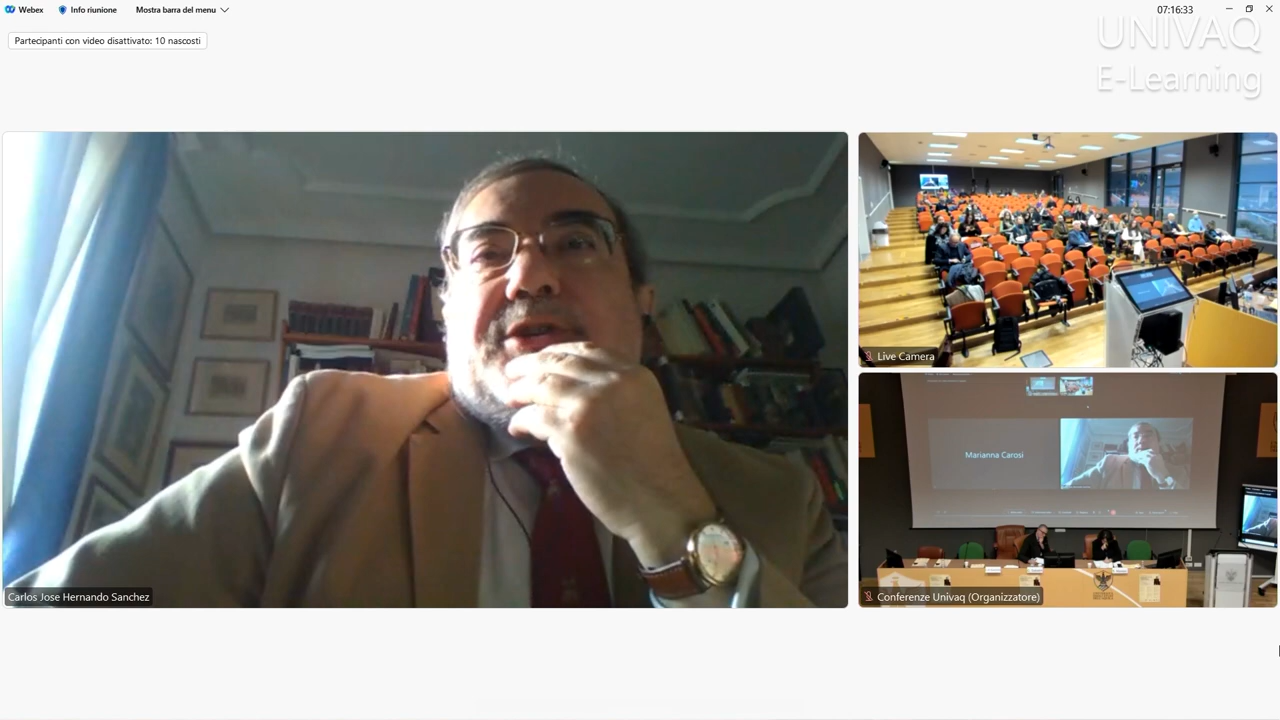 Webex
Info riunione
Mostra barra del menu
07:16:33
Partecipanti con video disattivato: 10 nascosti
UNIVAQ
E-Learning
Carlos Jose Hernando Sanchez
Live Camera
Marianna Carosi
Conferenze Univaq (Organizzatore)